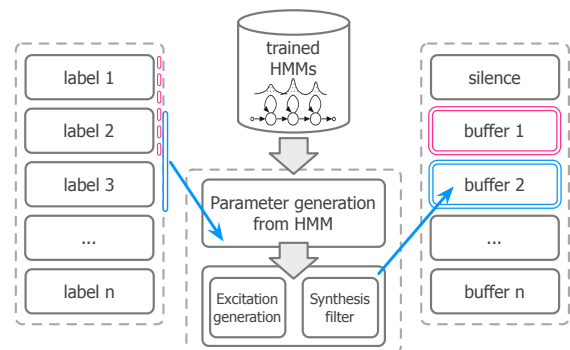 label 1
label 2
label 3
...
label n
trained
HMMs
Parameter generation
from HMM
Excitation
generation
Synthesis
filter
silence
buffer 1
buffer 2
...
buffer n